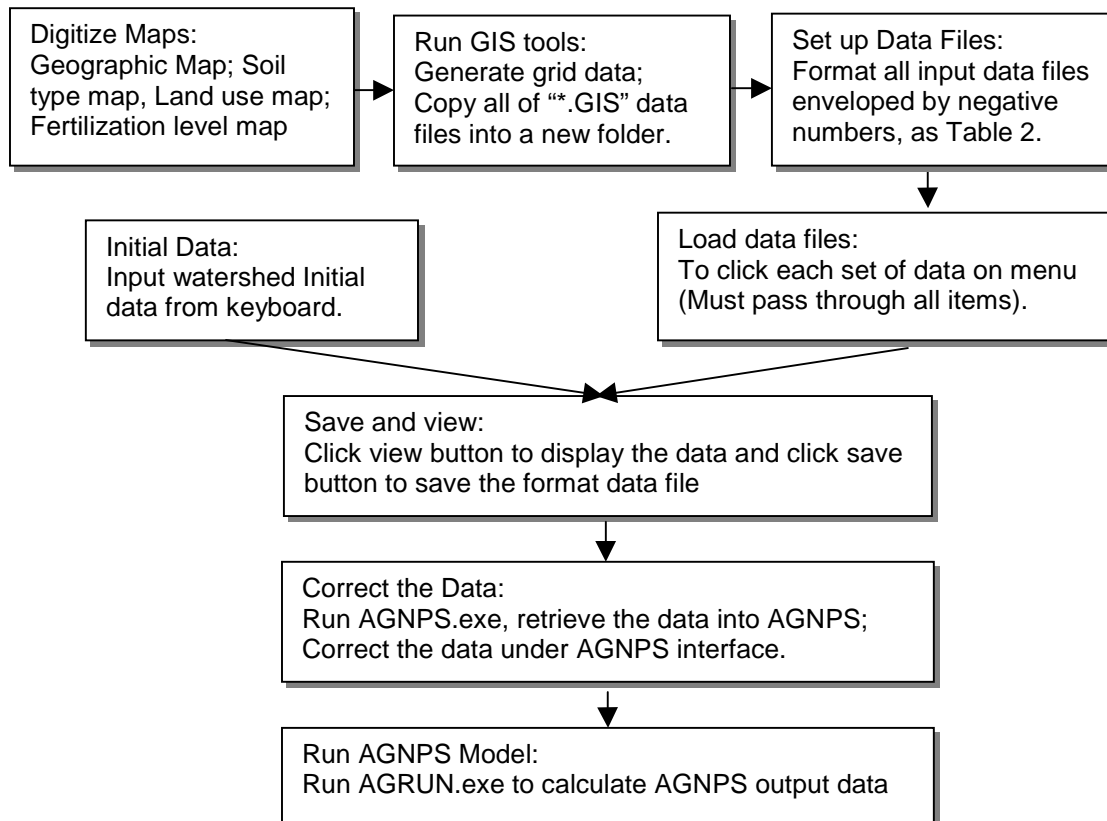 Digitize Maps:
Geographic Map; Soil
type map, Land use map;
Fertilization level map
Run GIS tools:
Generate grid data;
Copy all of “*.GIS” data
files into a new folder.
Set up Data Files:
Format all input data files
enveloped by negative
numbers, as Table 2.
Initial Data:
Input watershed Initial
data from keyboard.
Load data files:
To click each set of data on menu
(Must pass through all items).
Save and view:
Click view button to display the data and click save
button to save the format data file
Correct the Data:
Run AGNPS.exe, retrieve the data into AGNPS;
Correct the data under AGNPS interface.
Run AGNPS Model:
Run AGRUN.exe to calculate AGNPS output data